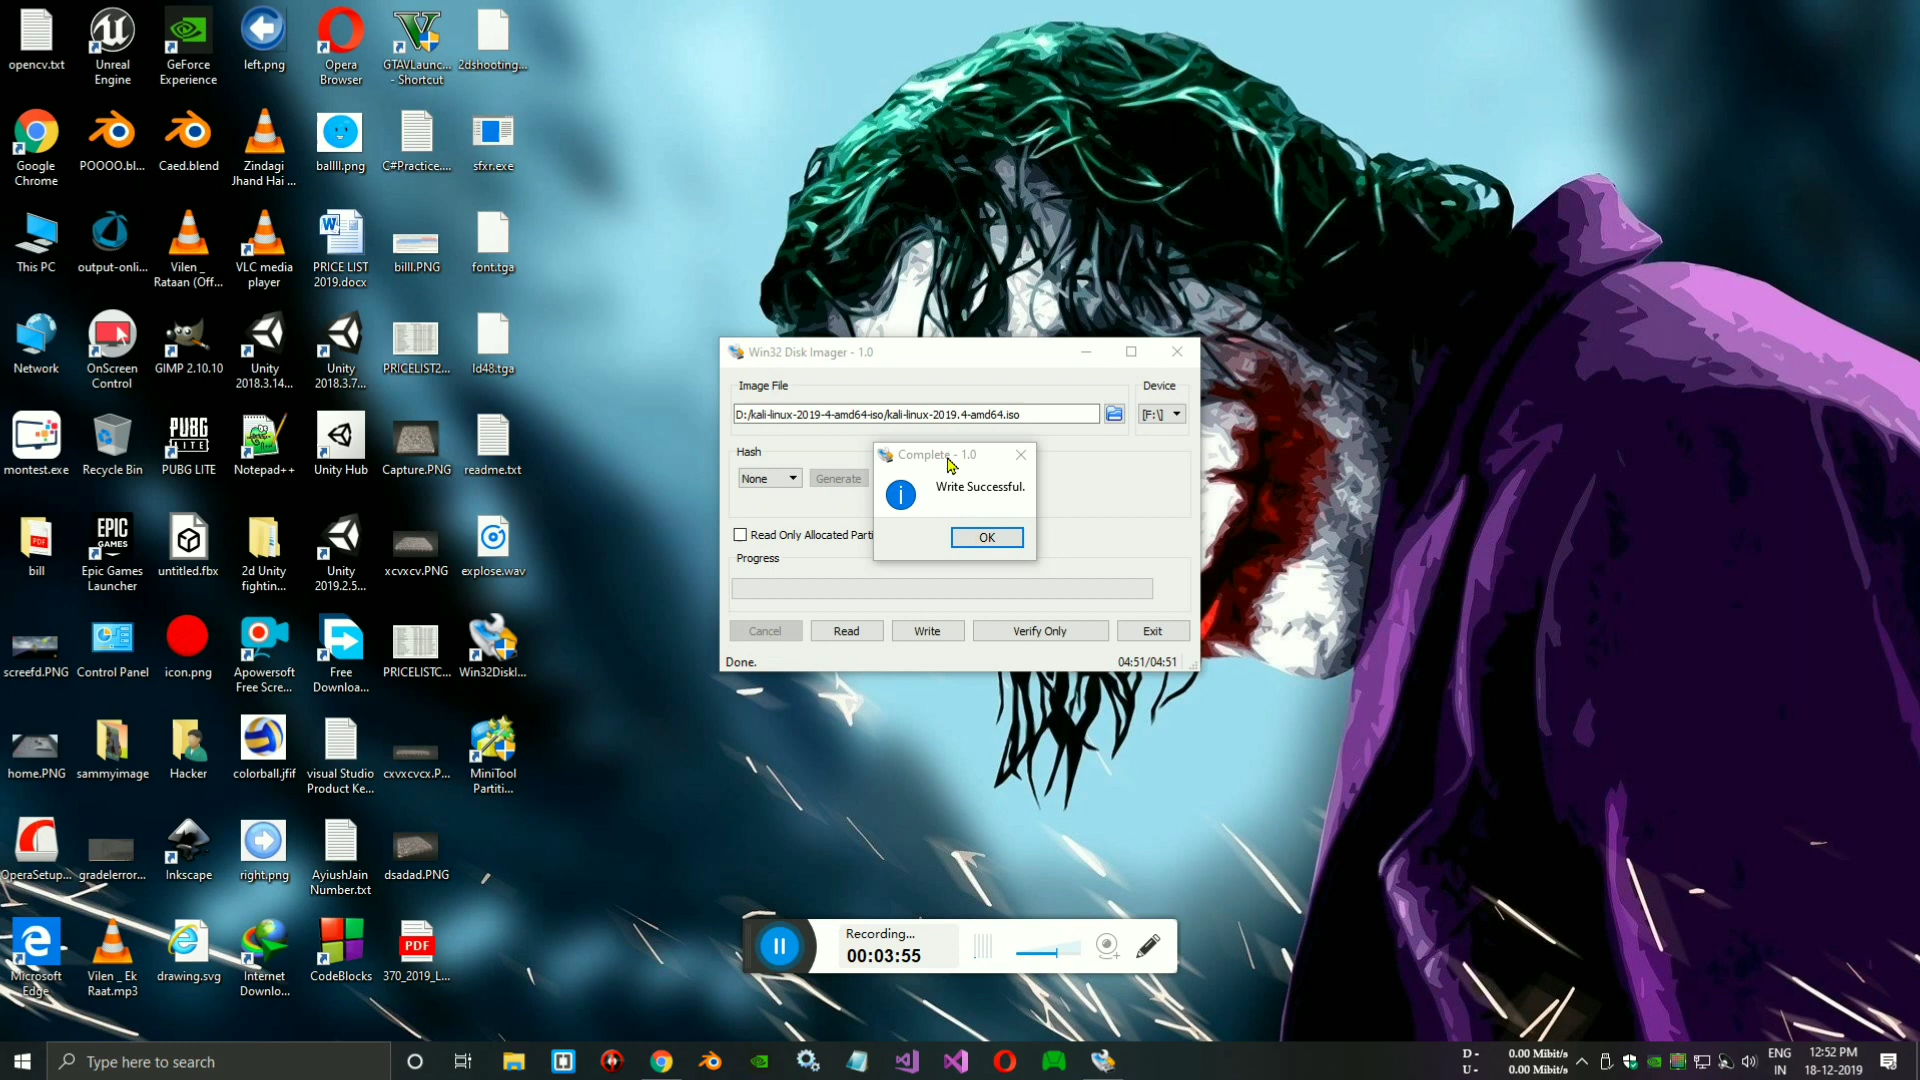 opencv.txt
Unreal
Engine
GeForce
Experience
left.png
Opera
Browser
GTAVLaunc...
- Shortcut
2dshooting...
Google
Chrome
POOOO.bl...
Caed.blend
Zindagi
Jhand Hai ...
ballll.png
C#Practice....
sfxr.exe
This PC
output-onli...
Vilen _
Rataan (Off...
VLC media
player
PRICE LIST
2019.docx
billl.PNG
font.tga
Network
OnScreen
Control
GIMP 2.10.10
Unity
2018.3.14...
Unity
2018.3.7...
PRICELIST2...
ld48.tga
montest.exe
Recycle Bin
PUBG
LITE
PUBG LITE
Notepad++
Unity Hub
Capture.PNG
readme.txt
PDF
bill
EPIC
GAMES
Epic Games
Launcher
untitled.fbx
2d Unity
fightin...
Unity
2019.2.5...
xcvxcv.PNG
explose.wav
screefd.PNG
Control Panel
icon.png
Apowersoft
Free Scre...
Free
Downloa...
PRICELISTC...
Win32DiskI...
home.PNG
sammyimage
Hacker
colorball.jfif
visual Studio
Product Ke...
cxvxcvcx.P...
MiniTool
Partiti...
OperaSetup...
gradelerror...
Inkscape
right.png
AyiushJain
Number.txt
dsadad.PNG
Microsoft
Edge
Vilen _ Ek
Raat.mp3
drawing.svg
Internet
Downlo...
CodeBlocks
PDF
370_2019_L...
Win32 Disk Imager - 1.0
Image File
Device
D:/kali-linux-2019-4-amd64-iso/kali-linux-2019.4-amd64.iso
[F:\]
Hash
None
Generate
Complete - 1.0
Write Successful.
OK
Read Only Allocated Parti
Progress
Cancel
Read
Write
Verify Only
Exit
Done.
04:51/04:51
Recording...
00:03:55
Type here to search
D -
0.00 Mibit/s
U -
0.00 Mibit/s
ENG
IN
12:52 PM
18-12-2019